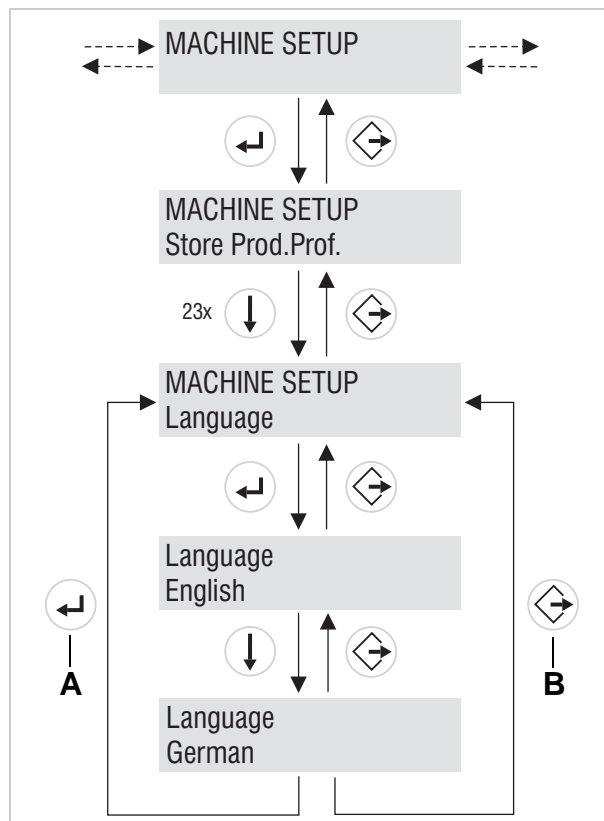 MACHINE SETUP
MACHINE SETUP
Store Prod.Prof.
23x
MACHINE SETUP
Language
Language
English
A
B
Language
German